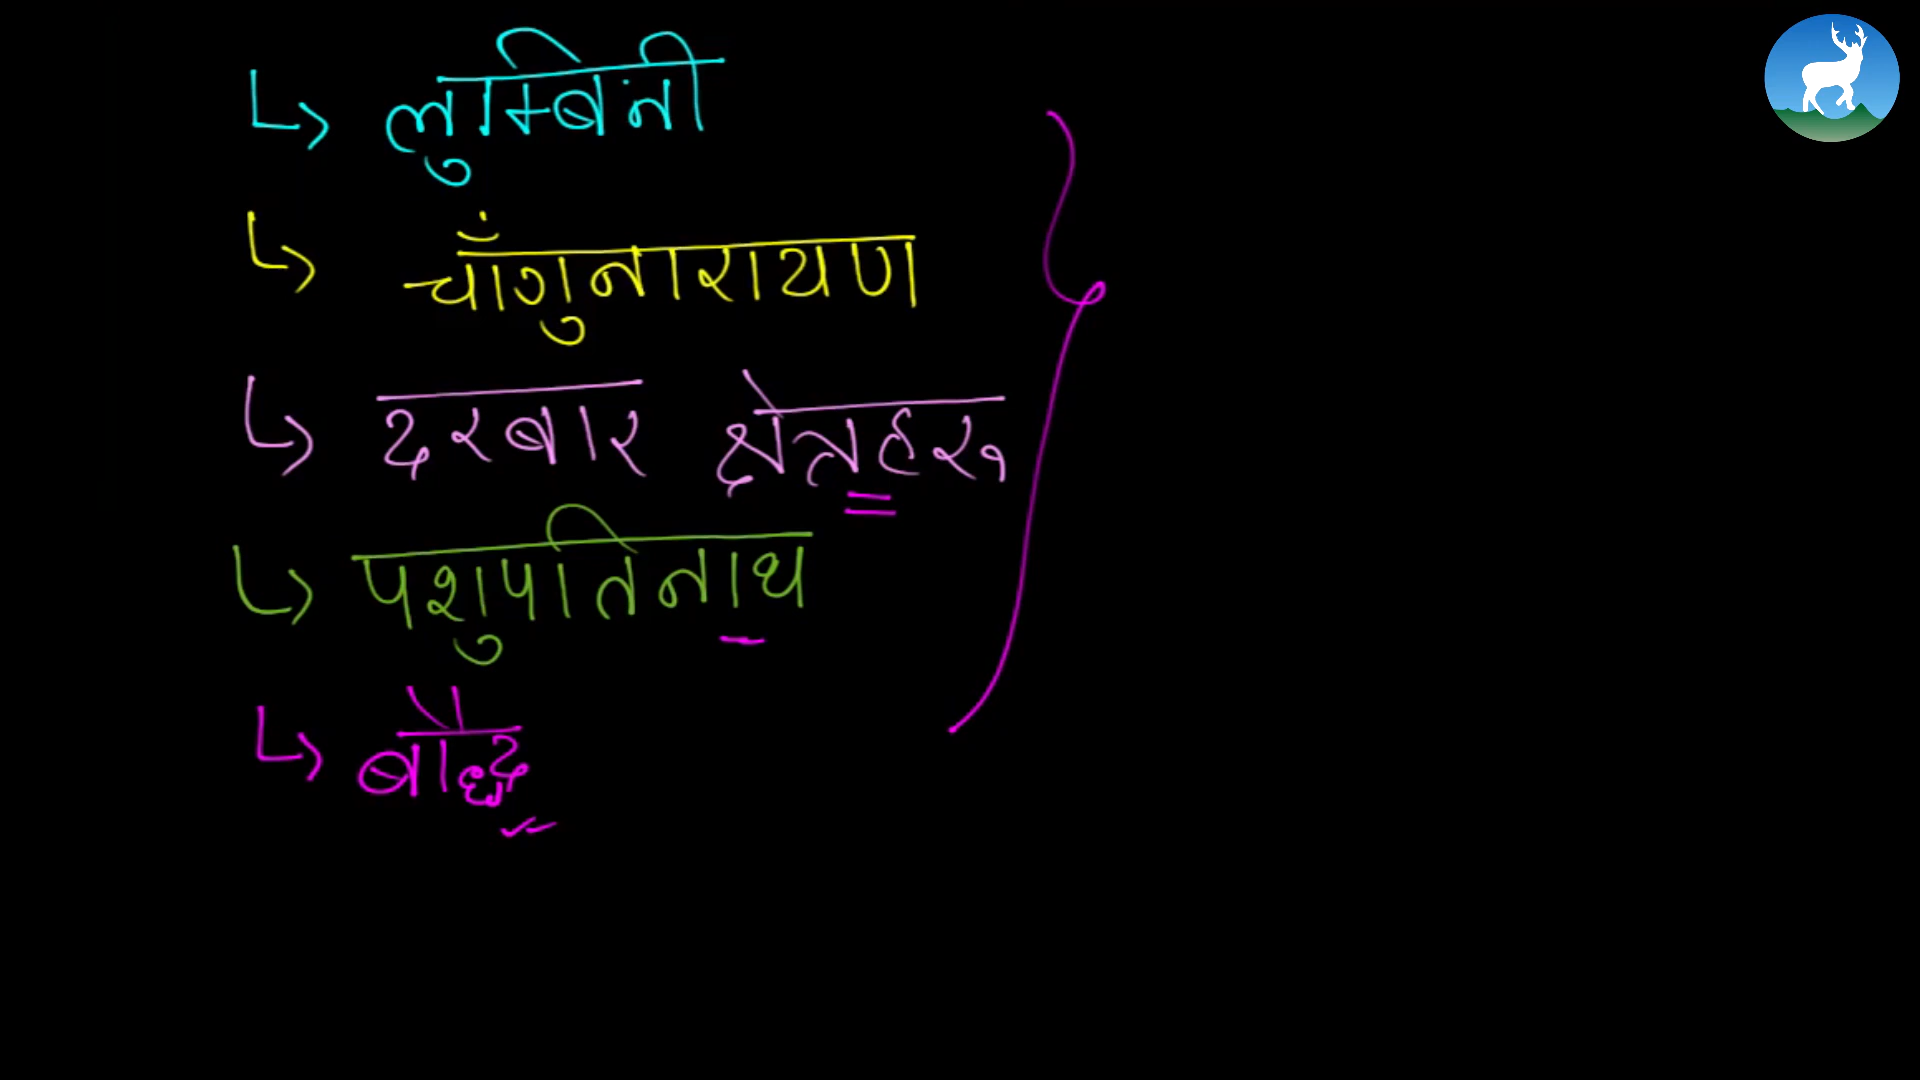 ↳ लुम्बिनी
↳ चाँगुनारायण
↳ दरबार क्षेत्रहरू
↳ पशुपतिनाथ
↳ बौद्ध